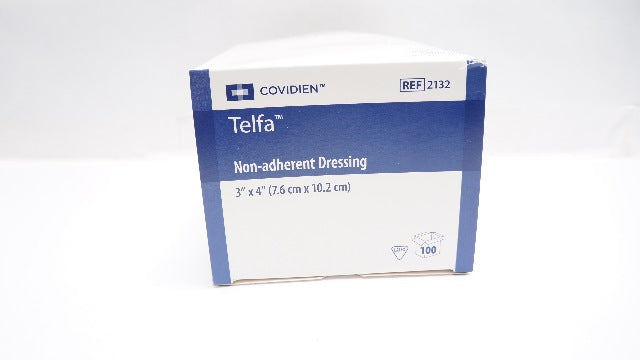 COVIDIEN™
REF 2132
Telfa™
Non-adherent Dressing
3" x 4" (7.6 cm x 10.2 cm)
100